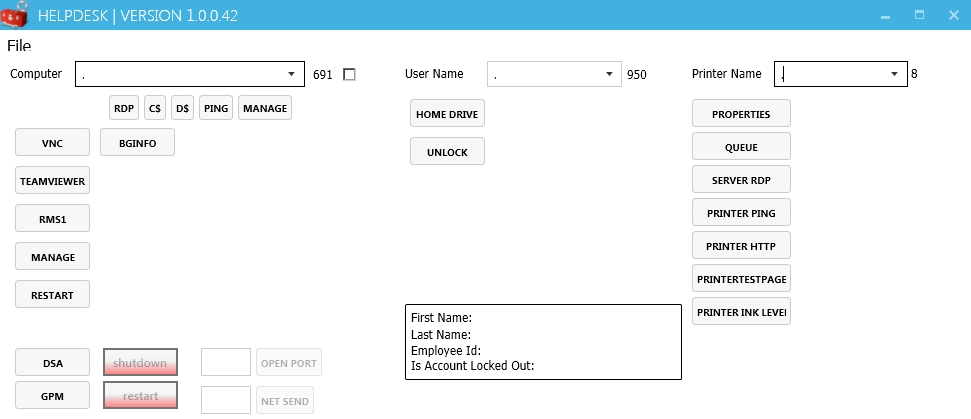 HELPDESK | VERSION 1.0.0.42
File
Computer . 691 User Name . 950 Printer Name . 8
RDP C$ D$ PING MANAGE HOME DRIVE PROPERTIES
VNC BGINFO UNLOCK QUEUE
TEAMVIEWER SERVER RDP
RMS1 PRINTER PING
MANAGE PRINTER HTTP
RESTART PRINTERTESTPAGE
PRINTER INK LEVEL
First Name:
Last Name:
Employee Id:
Is Account Locked Out:
DSA shutdown OPEN PORT
GPM restart NET SEND